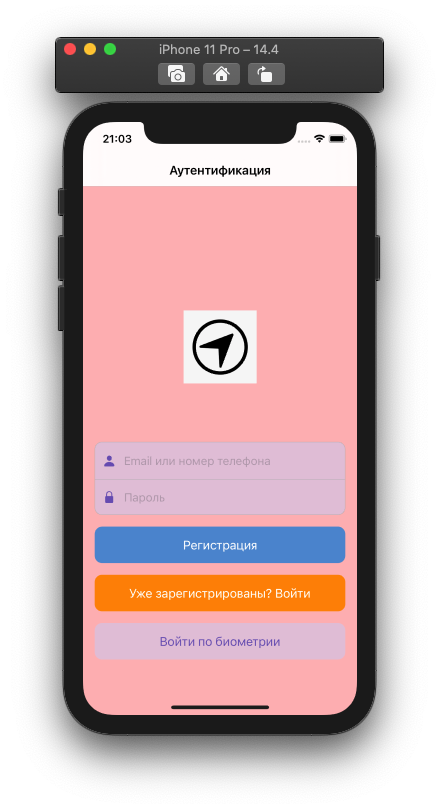 iPhone 11 Pro – 14.4
21:03
Аутентификация
Email или номер телефона
Пароль
Регистрация
Уже зарегистрированы? Войти
Войти по биометрии